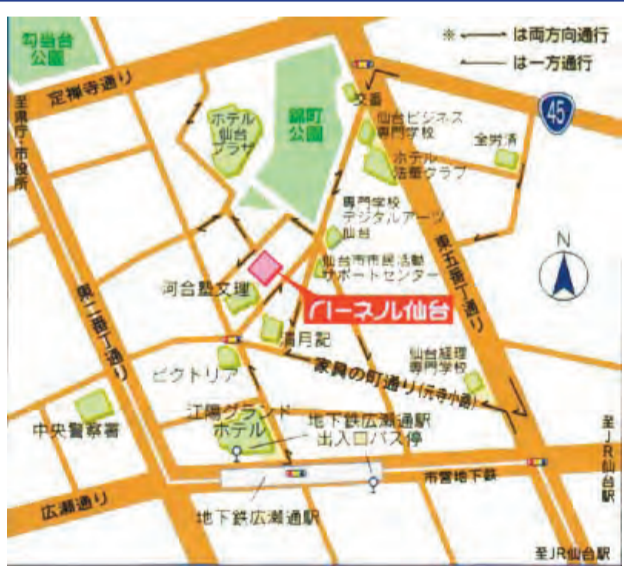 勾当台
公園
定禅寺通り
至県庁・市役所
※ は両方向通行
は一方通行
45
交番
仙台ビジネス
専門学校
ホテル
法華クラブ
全労済
ホテル
仙台
プラザ
錦町
公園
専門学校
デジタルアーツ
仙台
仙台市市民活動
サポートセンター
東五番丁通り
N
河合塾文理
パーネル仙台
満月記
東二番丁通り
ビクトリア
家具の町通り(元寺小路)
仙台経理
専門学校
中央警察署
江陽グランド
ホテル
地下鉄広瀬通駅
出入口 バス停
至JR仙台駅
市営地下鉄
広瀬通り
地下鉄広瀬通駅
至JR仙台駅